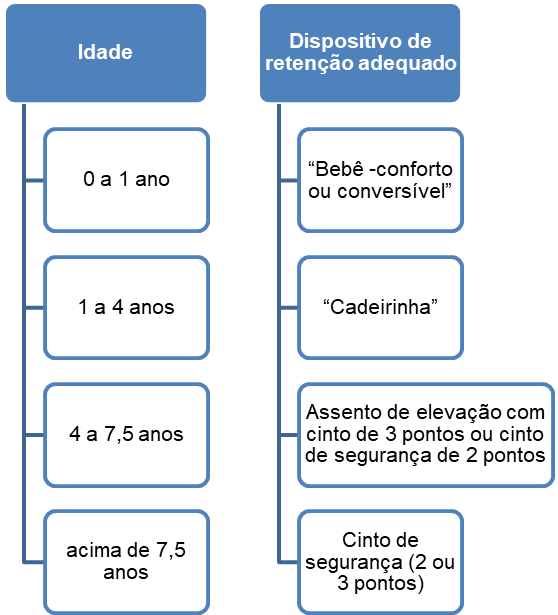 Idade
Dispositivo de
retenção adequado
0 a 1 ano
“Bebê -conforto
ou conversível”
1 a 4 anos
“Cadeirinha”
4 a 7,5 anos
Assento de elevação com
cinto de 3 pontos ou cinto
de segurança de 2 pontos
acima de 7,5
anos
Cinto de
segurança (2 ou
3 pontos)